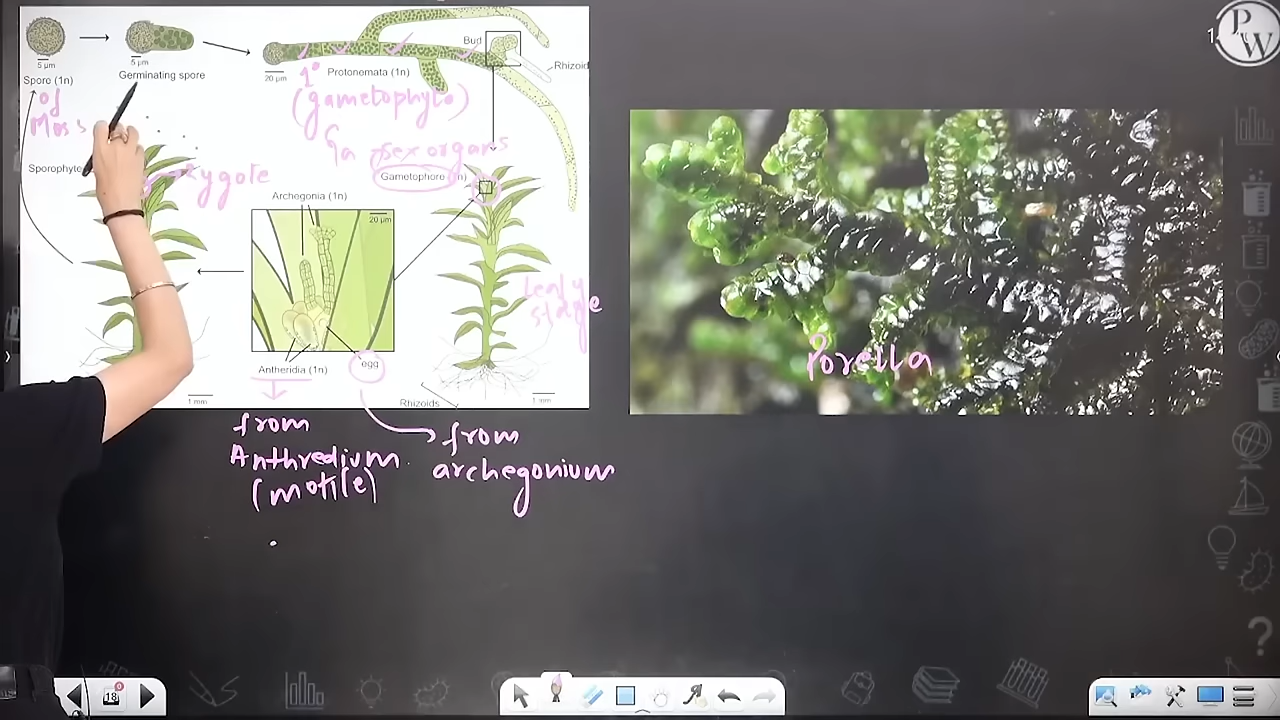 5 µm
Spore (1n)
of
Moss
5 µm
Germinating spore
20 µm
Protonemata (1n)
1°
(gametophyte)
Bud
Rhizoid
sex organs
Gametophore (1n)
Sporophyte
zygote
Archegonia (1n)
20 µm
leafy
stage
Antheridia (1n)
egg
1 mm
Rhizoids
1 mm
from
Anthredium
(motile)
from
archegonium
Porella
P
W
18